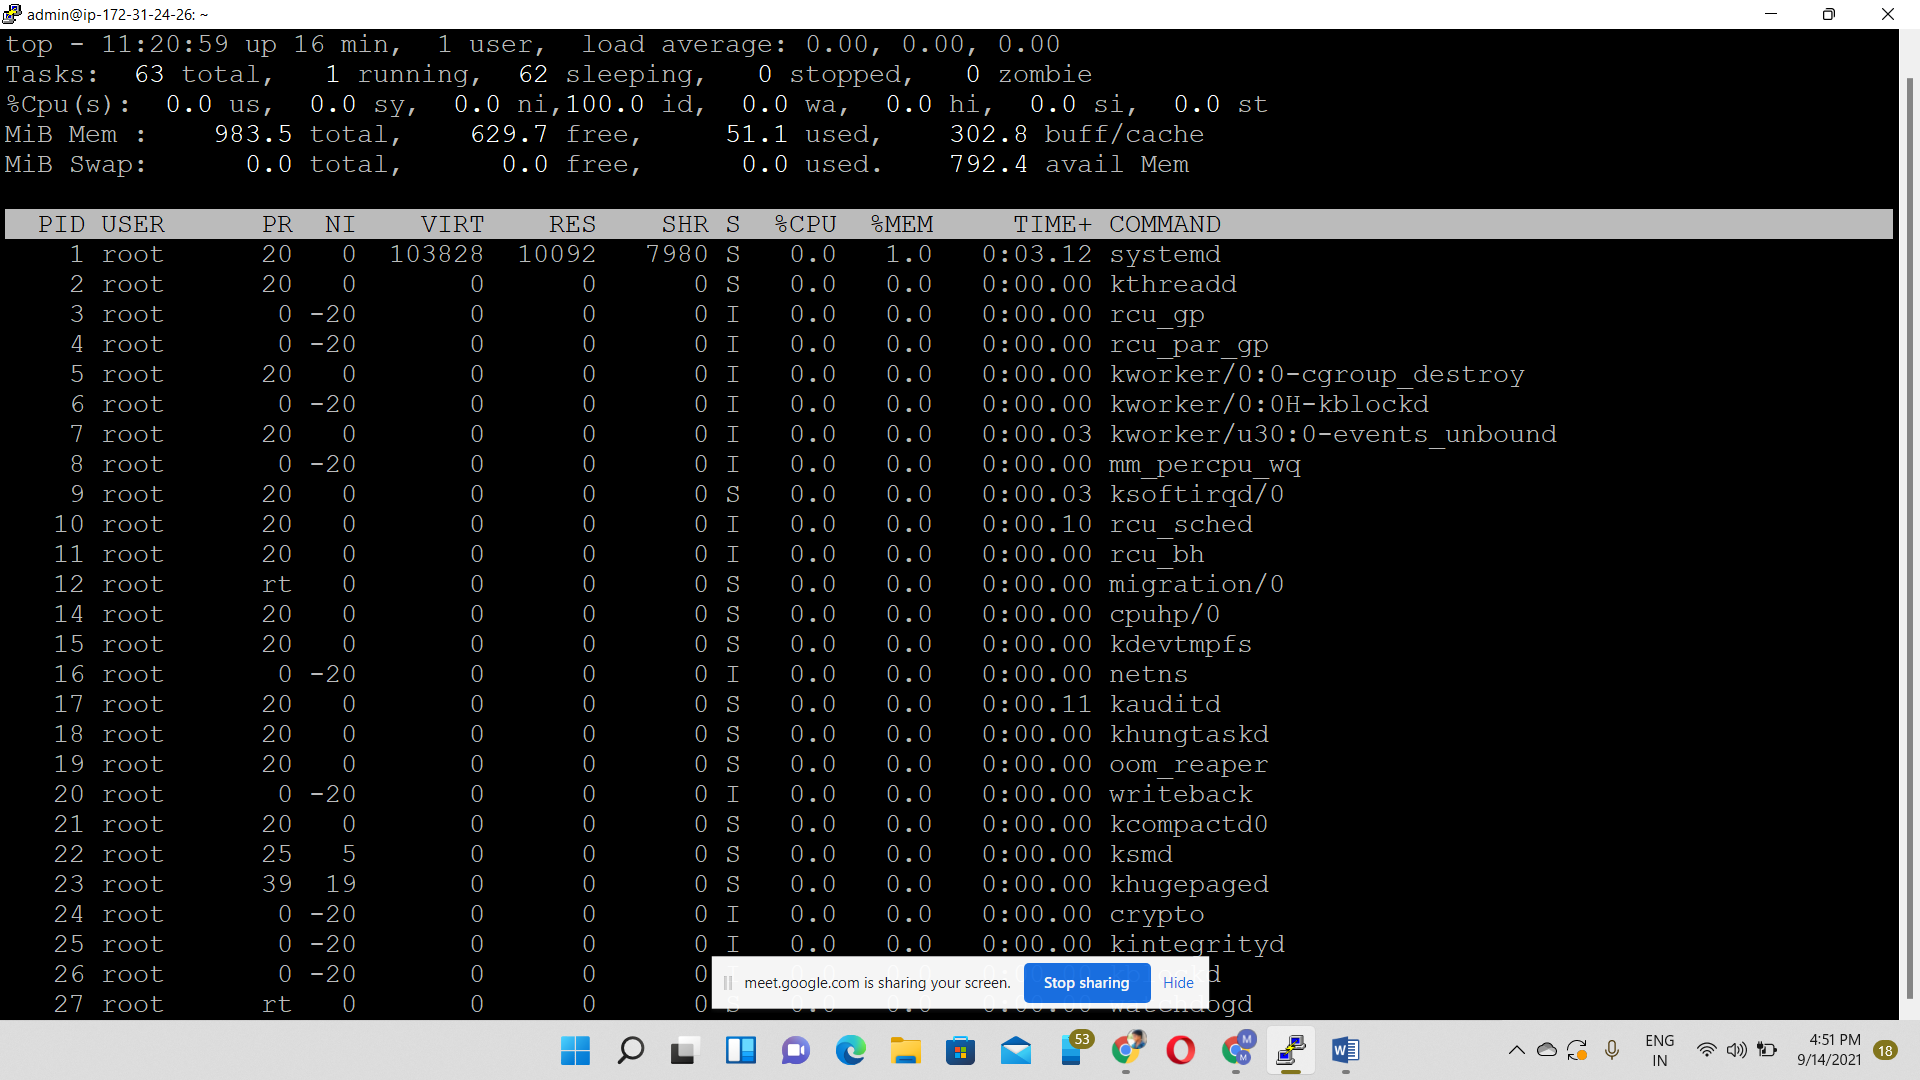 admin@ip-172-31-24-26: ~
top - 11:20:59 up 16 min,  1 user,  load average: 0.00, 0.00, 0.00
Tasks:  63 total,   1 running,  62 sleeping,   0 stopped,   0 zombie
%Cpu(s):  0.0 us,  0.0 sy,  0.0 ni,100.0 id,  0.0 wa,  0.0 hi,  0.0 si,  0.0 st
MiB Mem :    983.5 total,    629.7 free,     51.1 used,    302.8 buff/cache
MiB Swap:      0.0 total,      0.0 free,      0.0 used.    792.4 avail Mem
PID USER      PR  NI    VIRT    RES    SHR S  %CPU  %MEM     TIME+ COMMAND
1 root      20   0  103828  10092   7980 S   0.0   1.0   0:03.12 systemd
2 root      20   0       0      0      0 S   0.0   0.0   0:00.00 kthreadd
3 root       0 -20       0      0      0 I   0.0   0.0   0:00.00 rcu_gp
4 root       0 -20       0      0      0 I   0.0   0.0   0:00.00 rcu_par_gp
5 root      20   0       0      0      0 I   0.0   0.0   0:00.00 kworker/0:0-cgroup_destroy
6 root       0 -20       0      0      0 I   0.0   0.0   0:00.00 kworker/0:0H-kblockd
7 root      20   0       0      0      0 I   0.0   0.0   0:00.03 kworker/u30:0-events_unbound
8 root       0 -20       0      0      0 I   0.0   0.0   0:00.00 mm_percpu_wq
9 root      20   0       0      0      0 S   0.0   0.0   0:00.03 ksoftirqd/0
10 root      20   0       0      0      0 I   0.0   0.0   0:00.10 rcu_sched
11 root      20   0       0      0      0 I   0.0   0.0   0:00.00 rcu_bh
12 root      rt   0       0      0      0 S   0.0   0.0   0:00.00 migration/0
14 root      20   0       0      0      0 S   0.0   0.0   0:00.00 cpuhp/0
15 root      20   0       0      0      0 S   0.0   0.0   0:00.00 kdevtmpfs
16 root       0 -20       0      0      0 I   0.0   0.0   0:00.00 netns
17 root      20   0       0      0      0 S   0.0   0.0   0:00.11 kauditd
18 root      20   0       0      0      0 S   0.0   0.0   0:00.00 khungtaskd
19 root      20   0       0      0      0 S   0.0   0.0   0:00.00 oom_reaper
20 root       0 -20       0      0      0 I   0.0   0.0   0:00.00 writeback
21 root      20   0       0      0      0 S   0.0   0.0   0:00.00 kcompactd0
22 root      25   5       0      0      0 S   0.0   0.0   0:00.00 ksmd
23 root      39  19       0      0      0 S   0.0   0.0   0:00.00 khugepaged
24 root       0 -20       0      0      0 I   0.0   0.0   0:00.00 crypto
25 root       0 -20       0      0      0 I   0.0   0.0   0:00.00 kintegrityd
26 root       0 -20       0      0      0
27 root      rt   0       0      0      0 S   0.0   0.0   0:00.00 watchdogd
meet.google.com is sharing your screen. Stop sharing Hide
53
M
M
ENG
IN
4:51 PM
9/14/2021
18